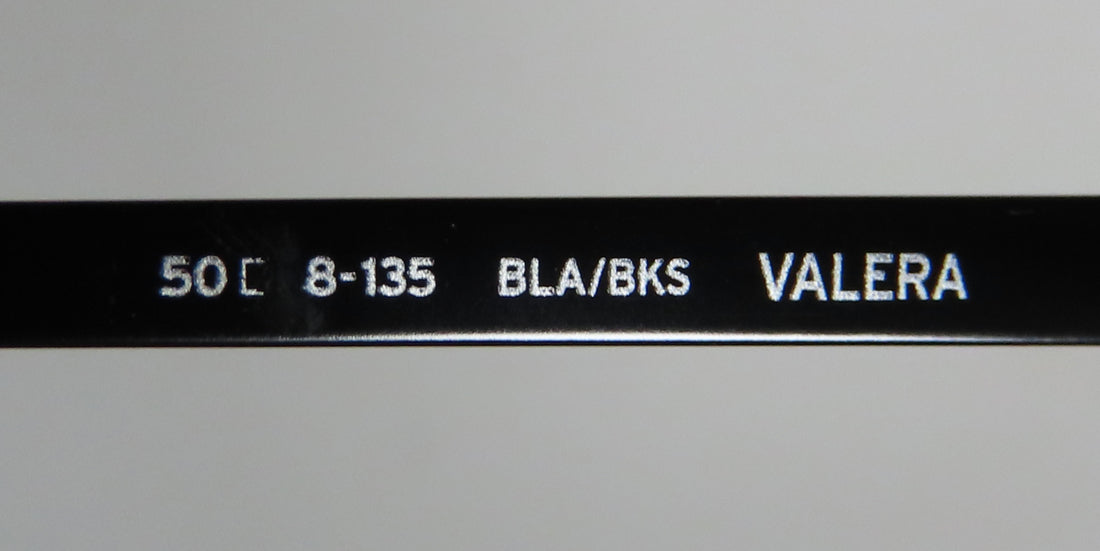 50□ 8-135 BLA/BKS VALERA